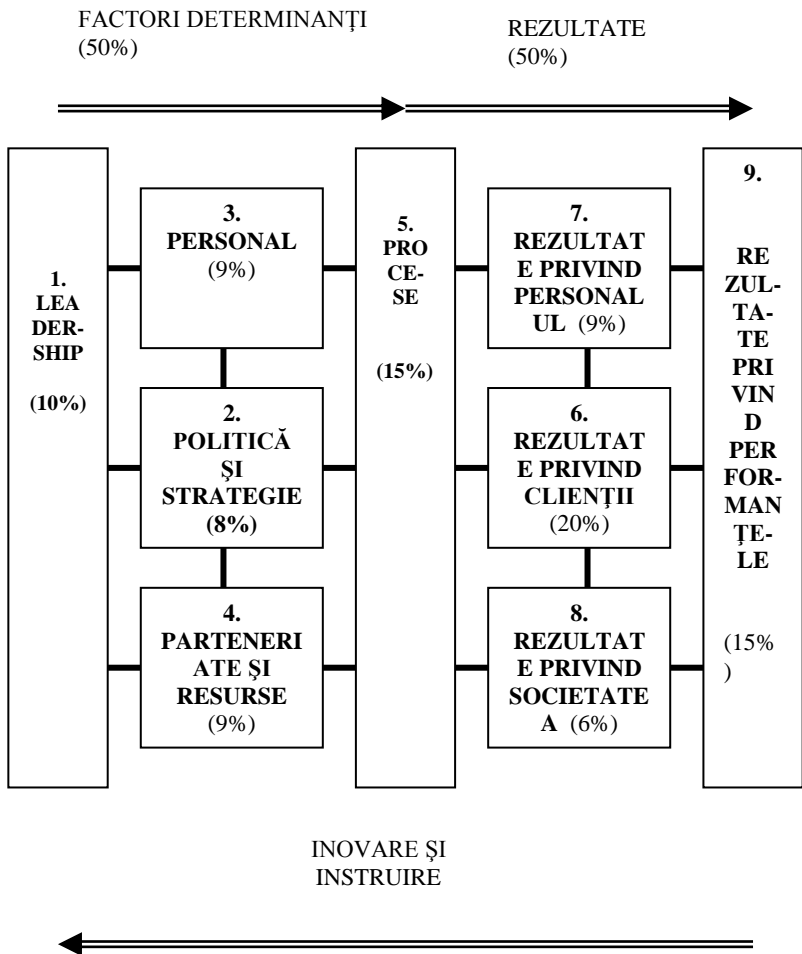 FACTORI DETERMINANŢI
(50%)
REZULTATE
(50%)
1.
LEA
DER-
SHIP
(10%)
3.
PERSONAL
(9%)
2.
POLITICĂ
ŞI
STRATEGIE
(8%)
4.
PARTENERI
ATE ŞI
RESURSE
(9%)
5.
PRO
CE-
SE
(15%)
7.
REZULTAT
E PRIVIND
PERSONAL
UL (9%)
6.
REZULTAT
E PRIVIND
CLIENŢII
(20%)
8.
REZULTAT
E PRIVIND
SOCIETATE
A (6%)
9.
RE
ZUL-
TA-
TE
PRI
VIN
D
PER
FOR-
MAN
ŢE-
LE
(15%
)
INOVARE ŞI
INSTRUIRE